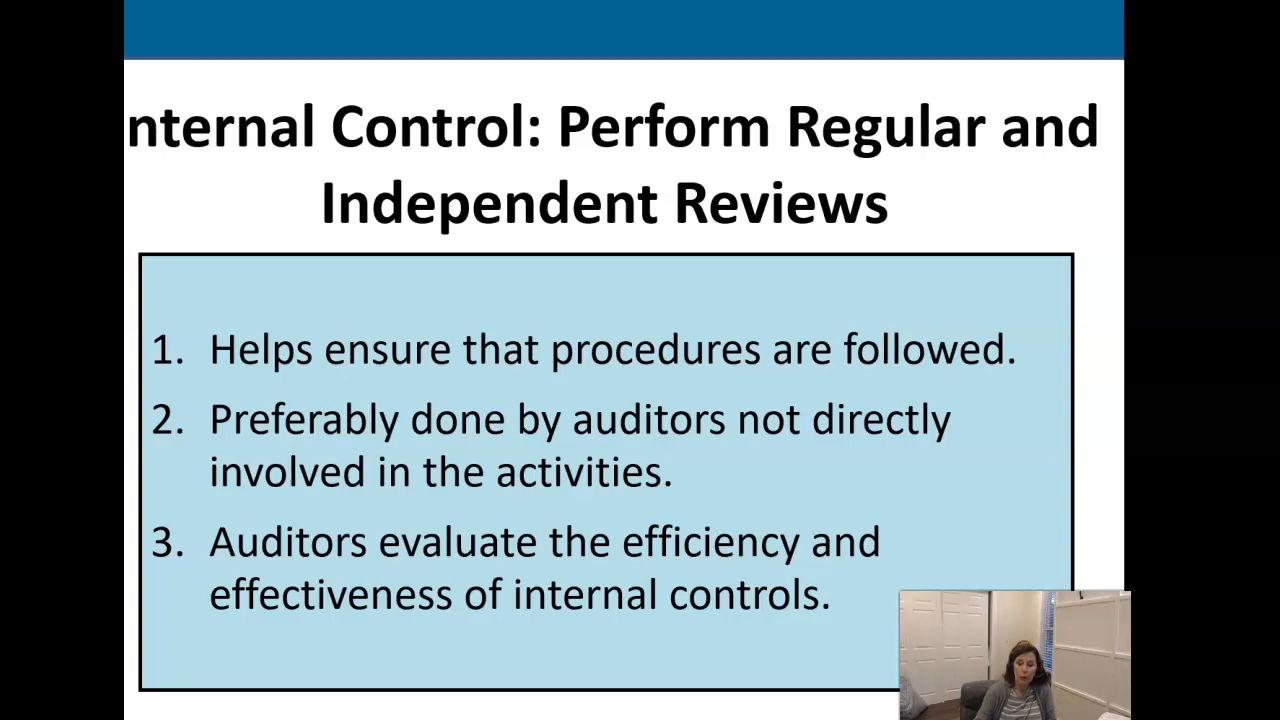 nternal Control: Perform Regular and
Independent Reviews
1. Helps ensure that procedures are followed.
2. Preferably done by auditors not directly
involved in the activities.
3. Auditors evaluate the efficiency and
effectiveness of internal controls.